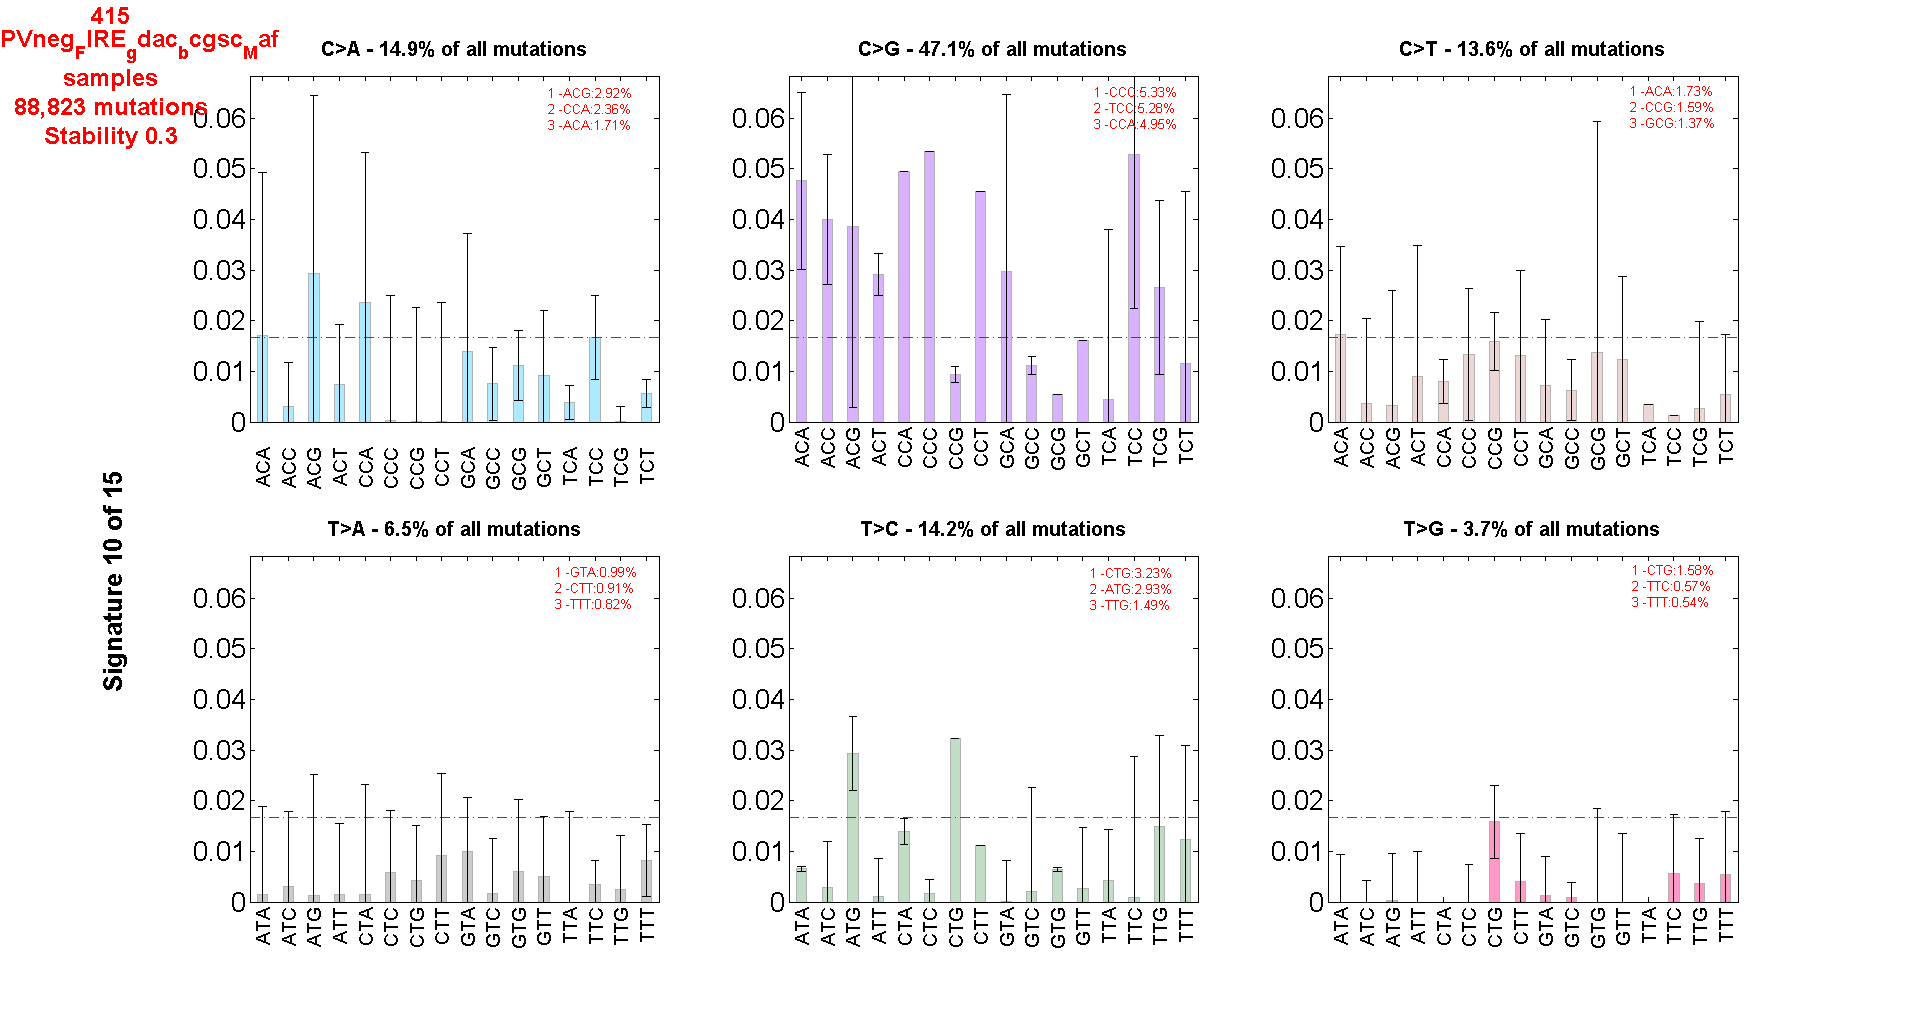 415
PVneg_FIRE_gdac_bcgsc_Maf
samples
88,823 mutations
Stability 0.3
Signature 10 of 15
C>A - 14.9% of all mutations
1 -ACG:2.92%
2 -CCA:2.36%
3 -ACA:1.71%
0.06
0.05
0.04
0.03
0.02
0.01
0
ACA ACC ACG ACT CCA CCC CCG CCT GCA GCC GCG GCT TCA TCC TCG TCT
C>G - 47.1% of all mutations
1 -CCC:5.33%
2 -TCC:5.28%
3 -CCA:4.95%
0.06
0.05
0.04
0.03
0.02
0.01
0
ACA ACC ACG ACT CCA CCC CCG CCT GCA GCC GCG GCT TCA TCC TCG TCT
C>T - 13.6% of all mutations
1 -ACA:1.73%
2 -CCG:1.59%
3 -GCG:1.37%
0.06
0.05
0.04
0.03
0.02
0.01
0
ACA ACC ACG ACT CCA CCC CCG CCT GCA GCC GCG GCT TCA TCC TCG TCT
T>A - 6.5% of all mutations
1 -GTA:0.99%
2 -CTT:0.91%
3 -TTT:0.82%
0.06
0.05
0.04
0.03
0.02
0.01
0
ATA ATC ATG ATT CTA CTC CTG CTT GTA GTC GTG GTT TTA TTC TTG TTT
T>C - 14.2% of all mutations
1 -CTG:3.23%
2 -ATG:2.93%
3 -TTG:1.49%
0.06
0.05
0.04
0.03
0.02
0.01
0
ATA ATC ATG ATT CTA CTC CTG CTT GTA GTC GTG GTT TTA TTC TTG TTT
T>G - 3.7% of all mutations
1 -CTG:1.58%
2 -TTC:0.57%
3 -TTT:0.54%
0.06
0.05
0.04
0.03
0.02
0.01
0
ATA ATC ATG ATT CTA CTC CTG CTT GTA GTC GTG GTT TTA TTC TTG TTT